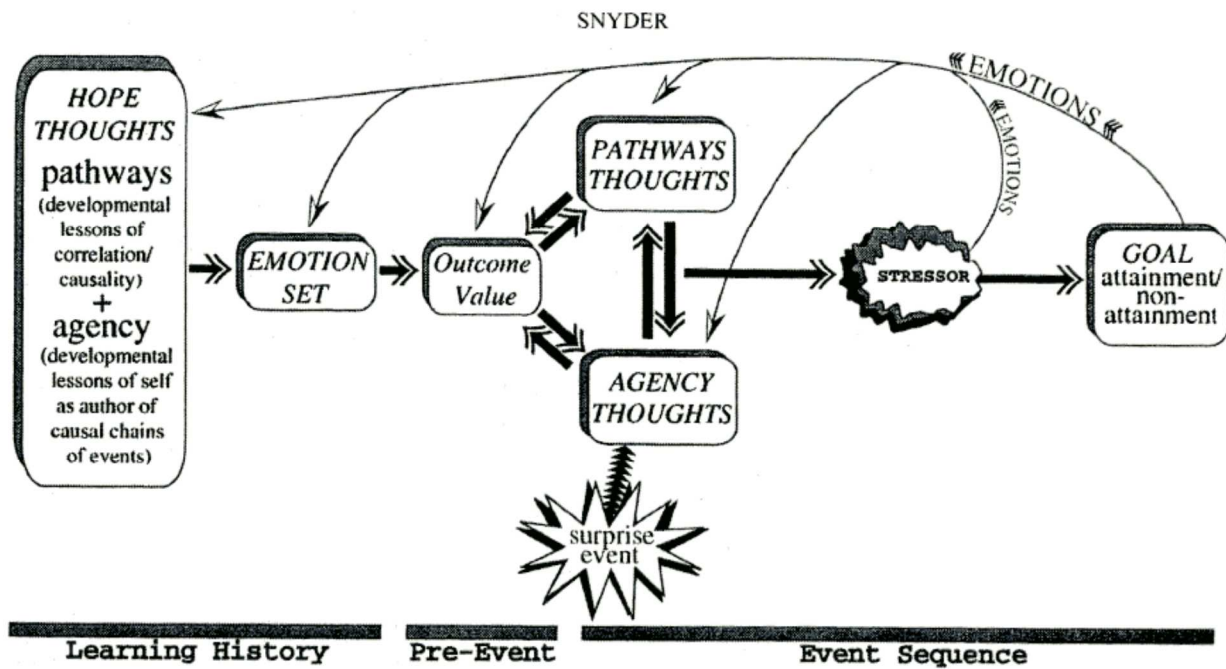 SNYDER
EMOTIONS
EMOTIONS
HOPE
THOUGHTS
pathways
(developmental
lessons of
correlation/
causality)
+
agency
(developmental
lessons of self
as author of
causal chains
of events)
EMOTION
SET
Outcome
Value
PATHWAYS
THOUGHTS
AGENCY
THOUGHTS
surprise
event
STRESSOR
GOAL
attainment/
non-
attainment
Learning History
Pre-Event
Event Sequence